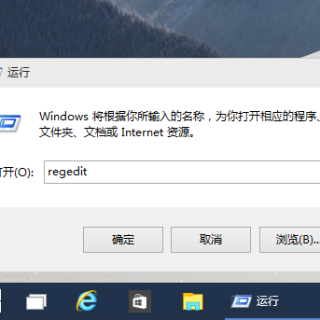 运行
Windows 将根据你所输入的名称，为你打开相应的程序、
文件夹、文档或 Internet 资源。
打开(O):
regedit
确定
取消
浏览(B)...
运行